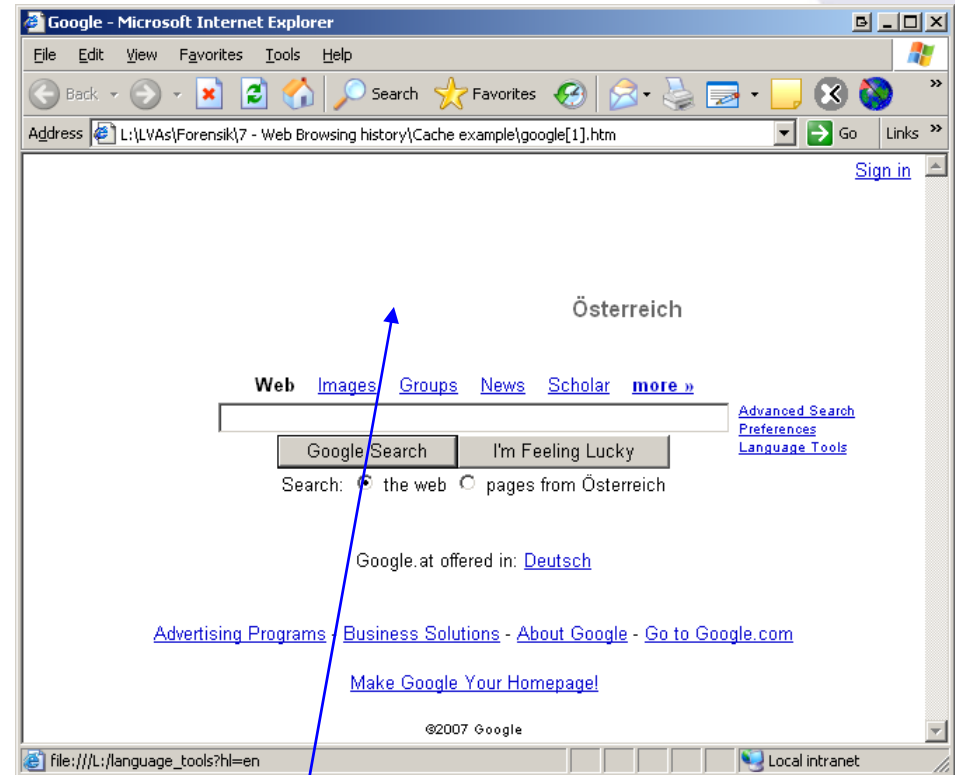 Google - Microsoft Internet Explorer
File Edit View Favorites Tools Help
Back Search Favorites »
Address L:\LVAs\Forensik\7 - Web Browsing history\Cache example\google[1].htm Go Links »
Sign in
Österreich
Web Images Groups News Scholar more »
Advanced Search
Preferences
Language Tools
Google Search I'm Feeling Lucky
Search: the web pages from Österreich
Google.at offered in: Deutsch
Advertising Programs - Business Solutions - About Google - Go to Google.com
Make Google Your Homepage!
©2007 Google
file:///L:/language_tools?hl=en Local intranet